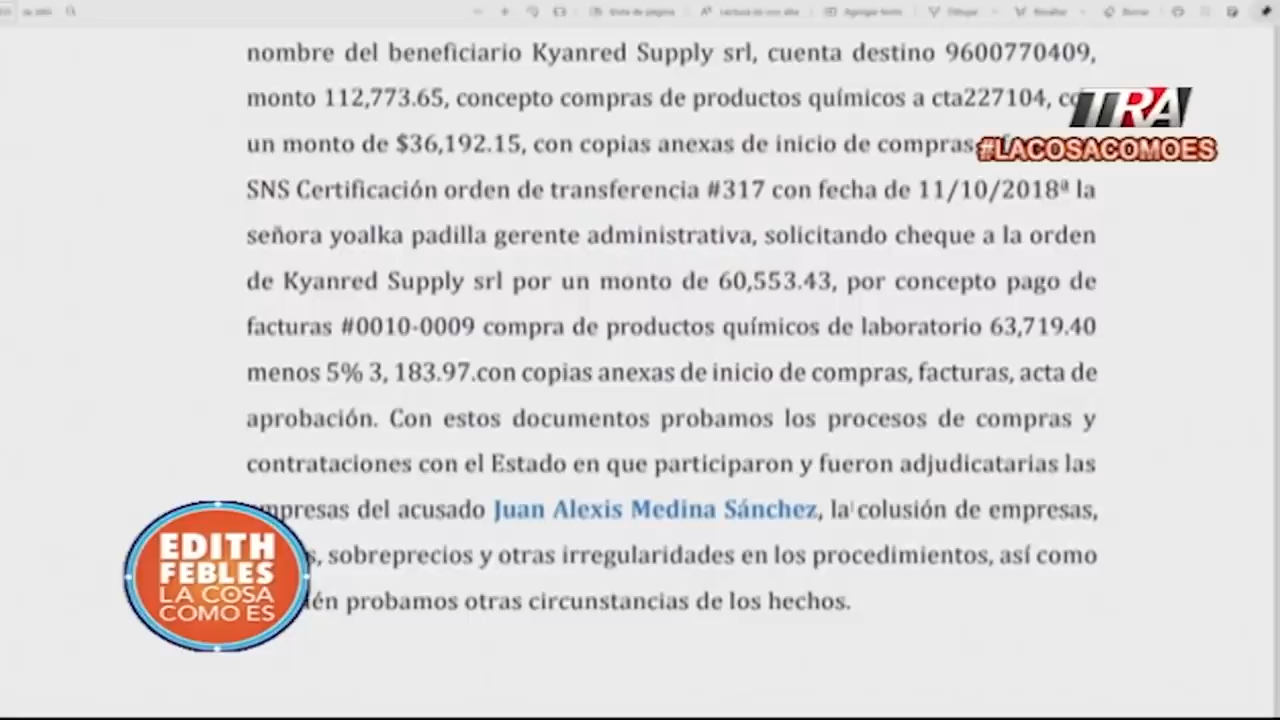 nombre del beneficiario Kyanred Supply srl, cuenta destino 9600770409,
monto 112,773.65, concepto compras de productos químicos a cta227104,
un monto de $36,192.15, con copias anexas de inicio de compras
SNS Certificación orden de transferencia #317 con fecha de 11/10/2018ª la
señora yoalka padilla gerente administrativa, solicitando cheque a la orden
de Kyanred Supply srl por un monto de 60,553.43, por concepto pago de
facturas #0010-0009 compra de productos químicos de laboratorio 63,719.40
menos 5% 3, 183.97.con copias anexas de inicio de compras, facturas, acta de
aprobación. Con estos documentos probamos los procesos de compras y
contrataciones con el Estado en que participaron y fueron adjudicatarias las
del acusado Juan Alexis Medina Sánchez, la colusión de empresas,
sobreprecios y otras irregularidades en los procedimientos, así como
probamos otras circunstancias de los hechos.
TRA
#LACOSACOMOES
EDITH
FEBLES
LA COSA
COMO ES